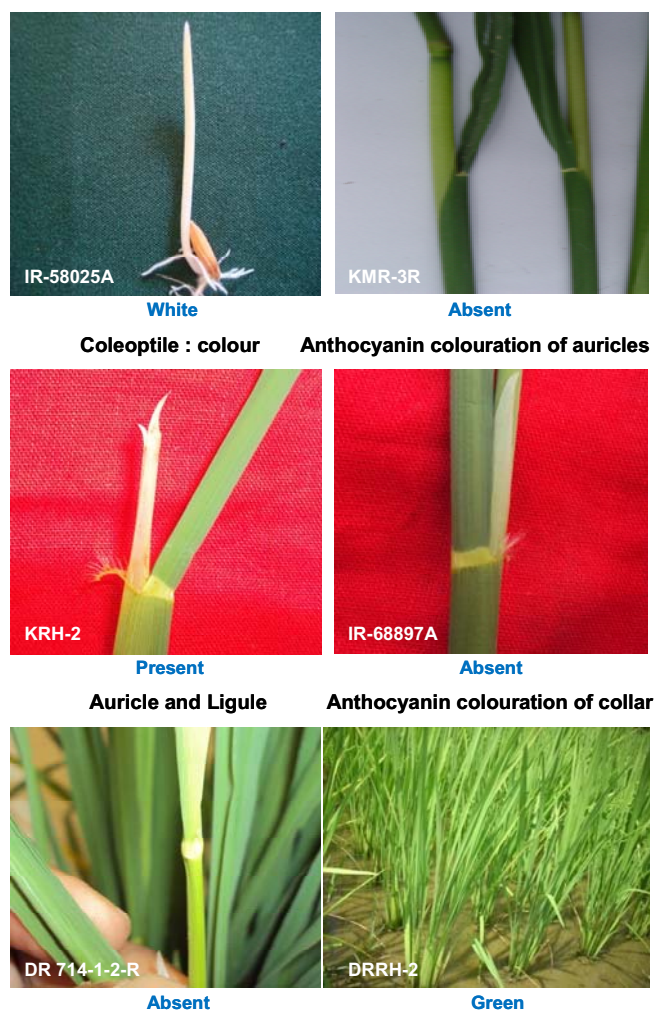 IR-58025A
KMR-3R
White
Absent
Coleoptile : colour
Anthocyanin colouration of auricles
KRH-2
IR-68897A
Present
Absent
Auricle and Ligule
Anthocyanin colouration of collar
DR 714-1-2-R
DRRH-2
Absent
Green